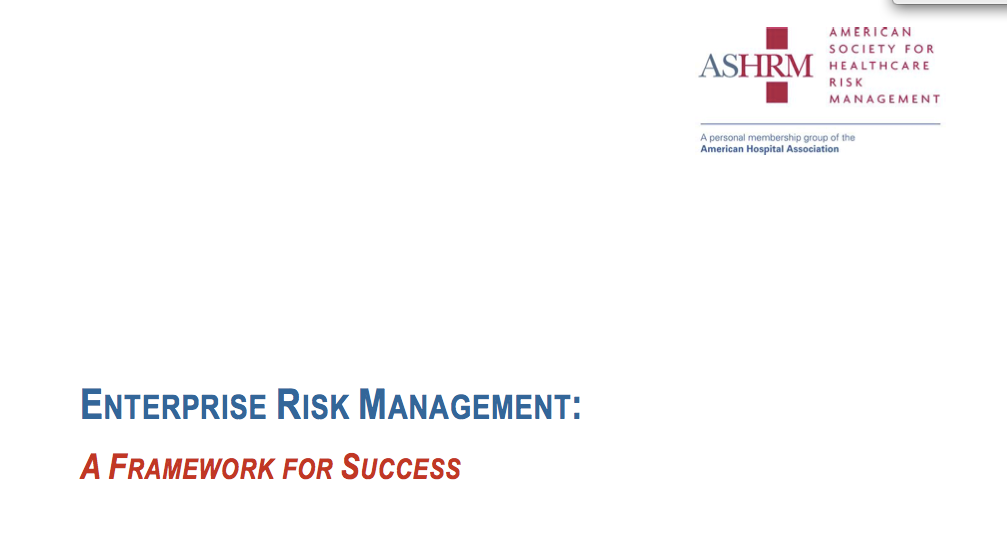 ASHRM
AMERICAN
SOCIETY FOR
HEALTHCARE
RISK
MANAGEMENT
A personal membership group of the
American Hospital Association
ENTERPRISE RISK MANAGEMENT:
A FRAMEWORK FOR SUCCESS